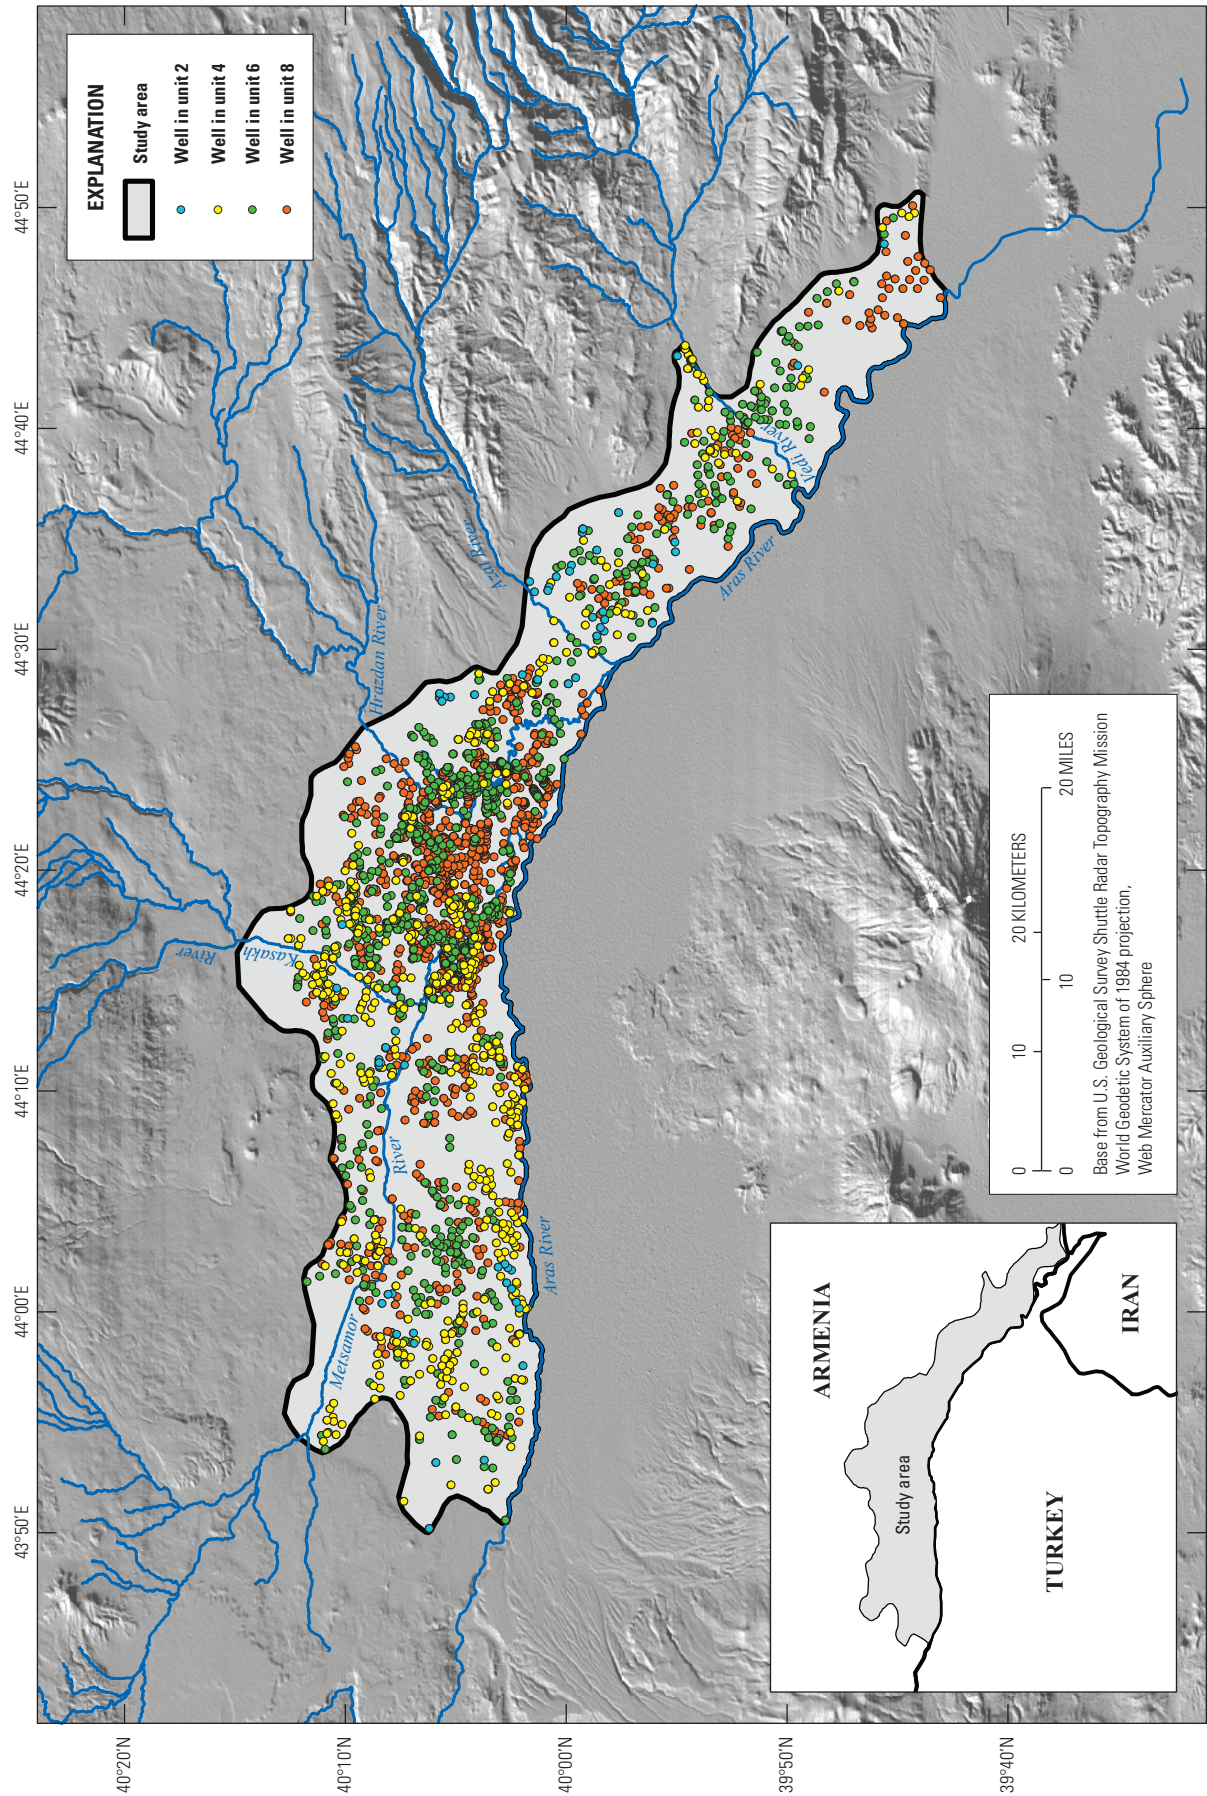 EXPLANATION
Study area
Well in unit 2
Well in unit 4
Well in unit 6
Well in unit 8
43°50'E
44°00'E
44°10'E
44°20'E
44°30'E
44°40'E
44°50'E
40°20'N
40°10'N
40°00'N
39°50'N
39°40'N
Metsamor
River
Kasakh
River
Hrazdan River
Azat River
Vedi River
Aras River
Aras River
ARMENIA
Study area
TURKEY
IRAN
0 10 20 KILOMETERS
0 10 20 MILES
Base from U.S. Geological Survey Shuttle Radar Topography Mission
World Geodetic System of 1984 projection,
Web Mercator Auxiliary Sphere